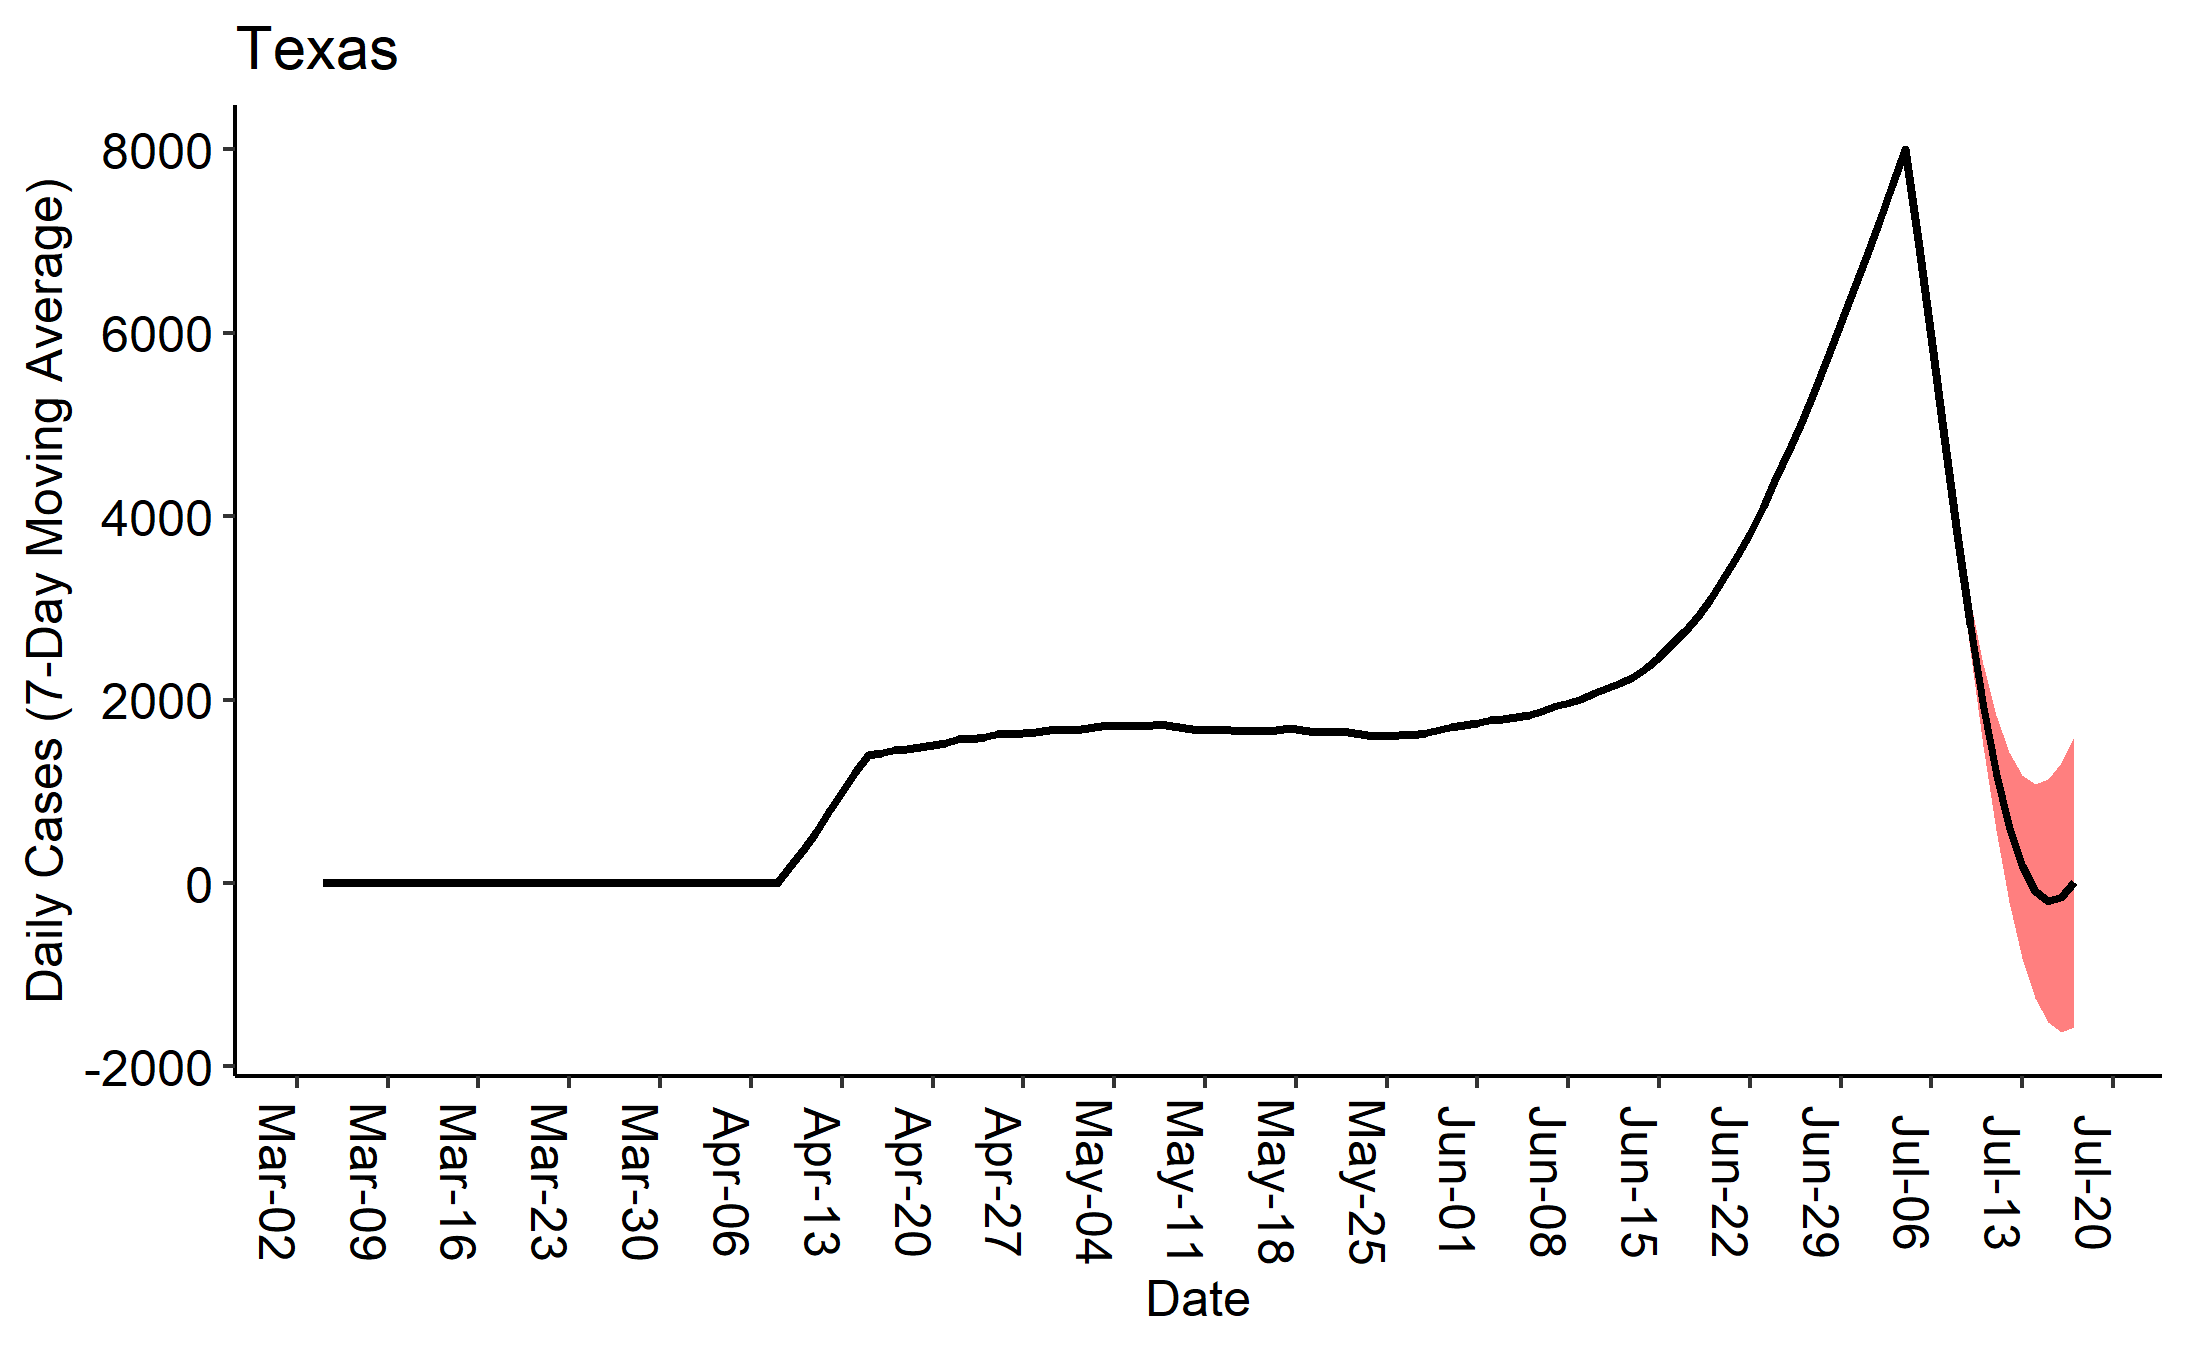 Texas
Daily Cases (7-Day Moving Average)
8000
6000
4000
2000
0
-2000
Mar-02
Mar-09
Mar-16
Mar-23
Mar-30
Apr-06
Apr-13
Apr-20
Apr-27
May-04
May-11
May-18
May-25
Jun-01
Jun-08
Jun-15
Jun-22
Jun-29
Jul-06
Jul-13
Jul-20
Date